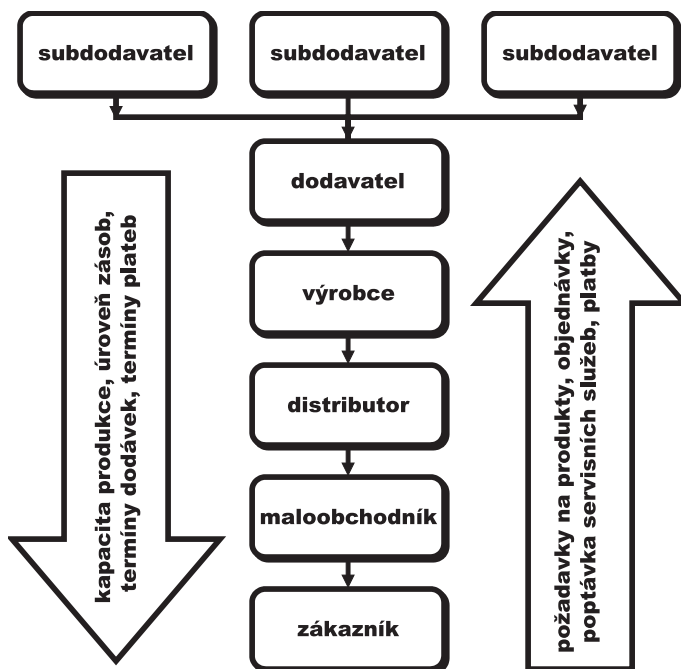 subdodavatel
subdodavatel
subdodavatel
dodavatel
výrobce
distributor
maloobchodník
zákazník
kapacita produkce, úroveň zásob,
termíny dodávek, termíny plateb
požadavky na produkty, objednávky,
poptávka servisních služeb, platby